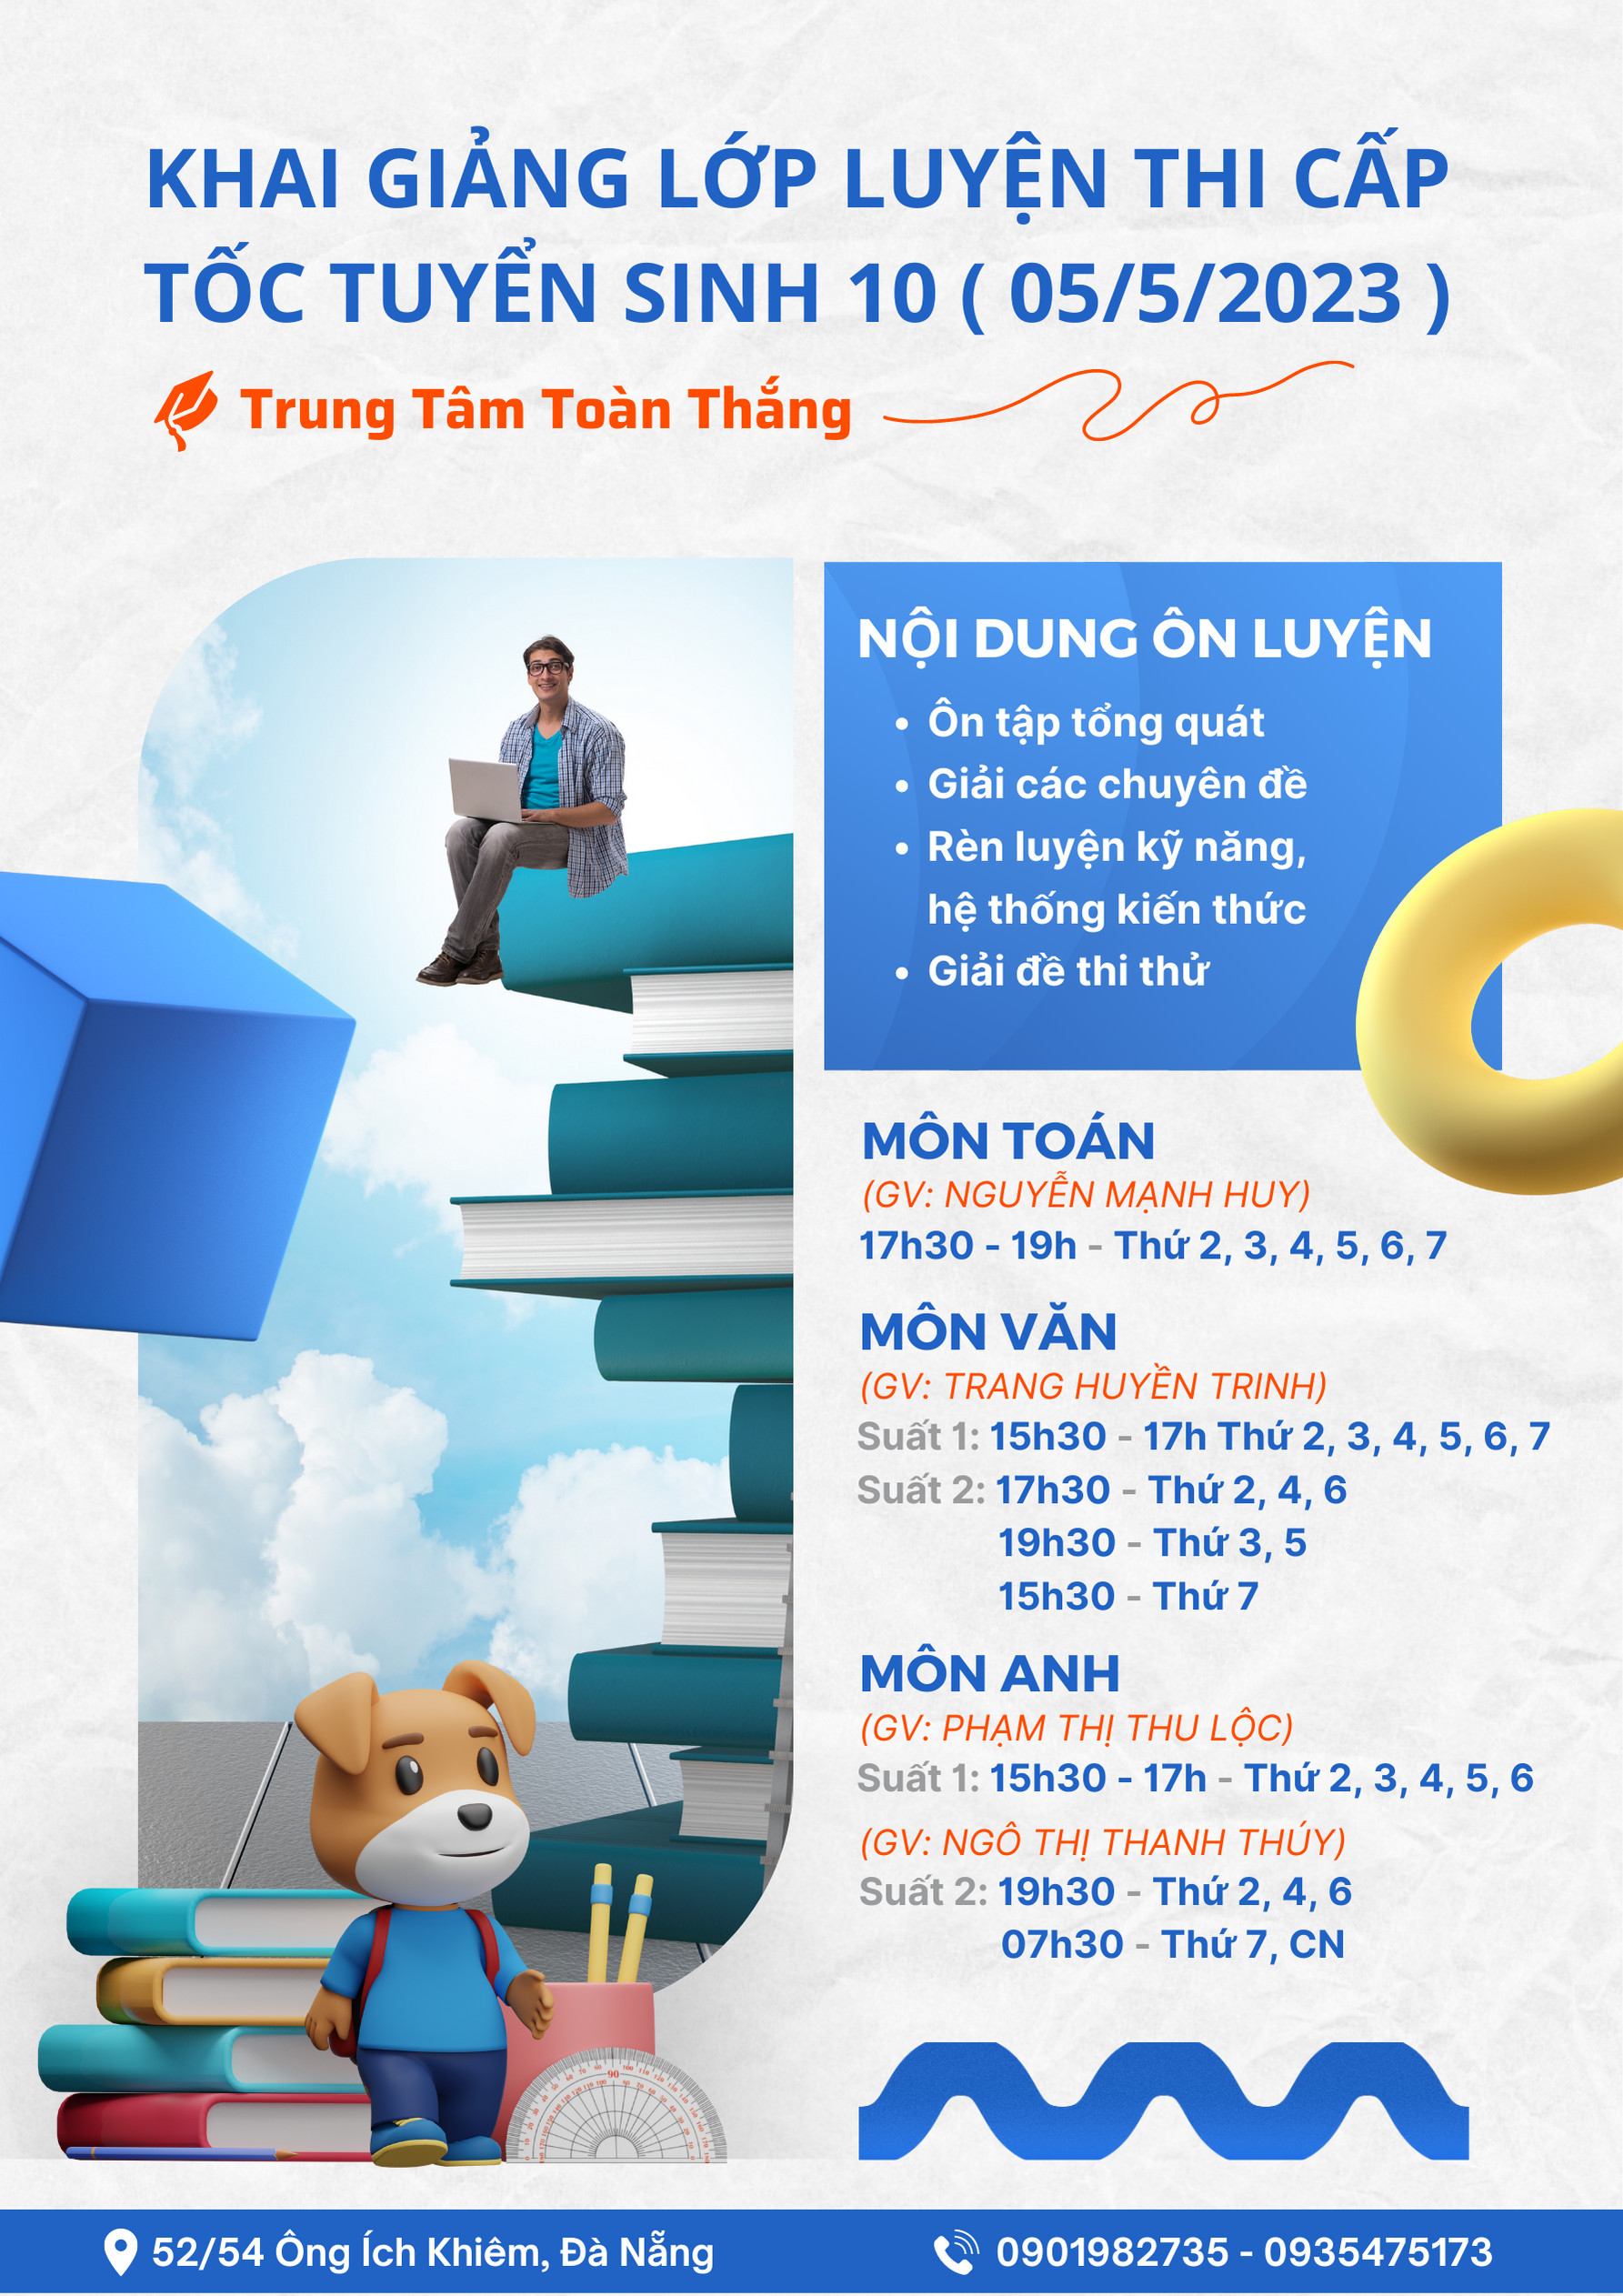 KHAI GIẢNG LỚP LUYỆN THI CẤP
TỐC TUYỂN SINH 10 ( 05/5/2023 )
Trung Tâm Toàn Thắng
NỘI DUNG ÔN LUYỆN
• Ôn tập tổng quát
• Giải các chuyên đề
• Rèn luyện kỹ năng,
hệ thống kiến thức
• Giải đề thi thử
MÔN TOÁN
(GV: NGUYỄN MẠNH HUY)
17h30 - 19h - Thứ 2, 3, 4, 5, 6, 7
MÔN VĂN
(GV: TRANG HUYỀN TRINH)
Suất 1: 15h30 - 17h Thứ 2, 3, 4, 5, 6, 7
Suất 2: 17h30 - Thứ 2, 4, 6
19h30 - Thứ 3, 5
15h30 - Thứ 7
MÔN ANH
(GV: PHẠM THỊ THU LỘC)
Suất 1: 15h30 - 17h - Thứ 2, 3, 4, 5, 6
(GV: NGÔ THỊ THANH THÚY)
Suất 2: 19h30 - Thứ 2, 4, 6
07h30 - Thứ 7, CN
52/54 Ông Ích Khiêm, Đà Nẵng
0901982735 - 0935475173